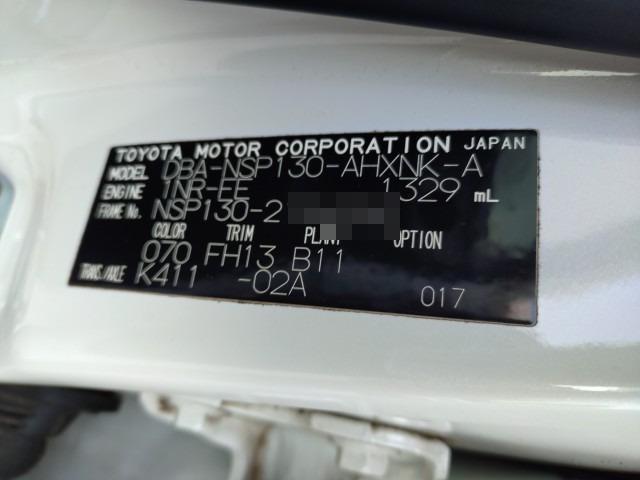 TOYOTA MOTOR CORPORATION JAPAN
MODEL DBA-NSP130-AHXNK-A
ENGINE 1NR-FE 1329 mL
FRAME No. NSP130-2
COLOR TRIM PLANT OPTION
070 FH13 B11
TRANS./AXLE K411 -02A 017